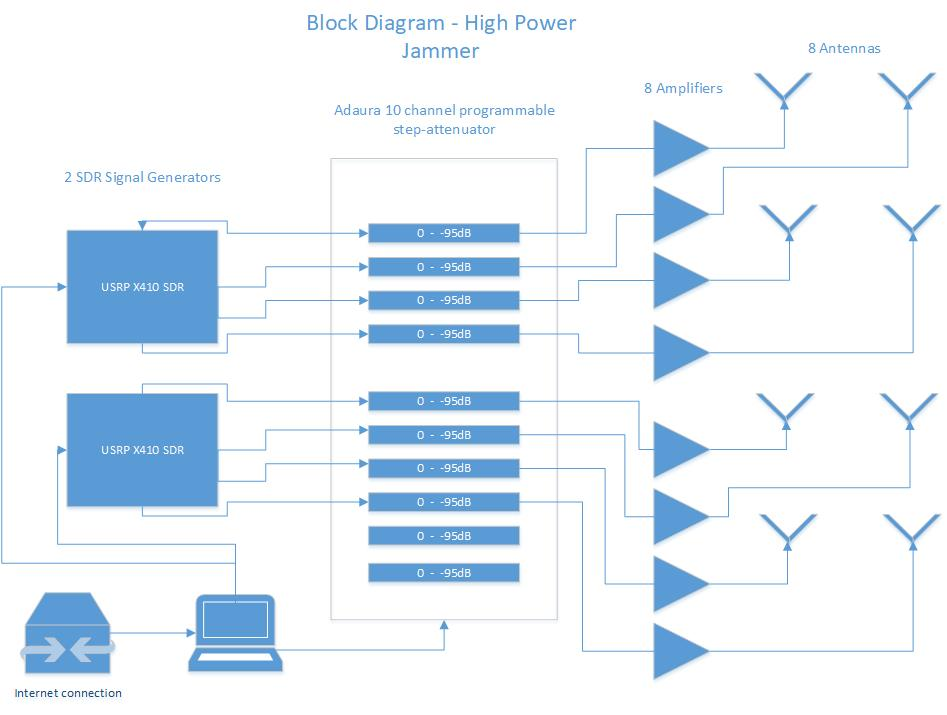 Block Diagram - High Power
Jammer
8 Antennas
8 Amplifiers
Adaura 10 channel programmable
step-attenuator
2 SDR Signal Generators
0 - -95dB
USRP X410 SDR
0 - -95dB
0 - -95dB
0 - -95dB
0 - -95dB
USRP X410 SDR
0 - -95dB
0 - -95dB
0 - -95dB
0 - -95dB
0 - -95dB
Internet connection